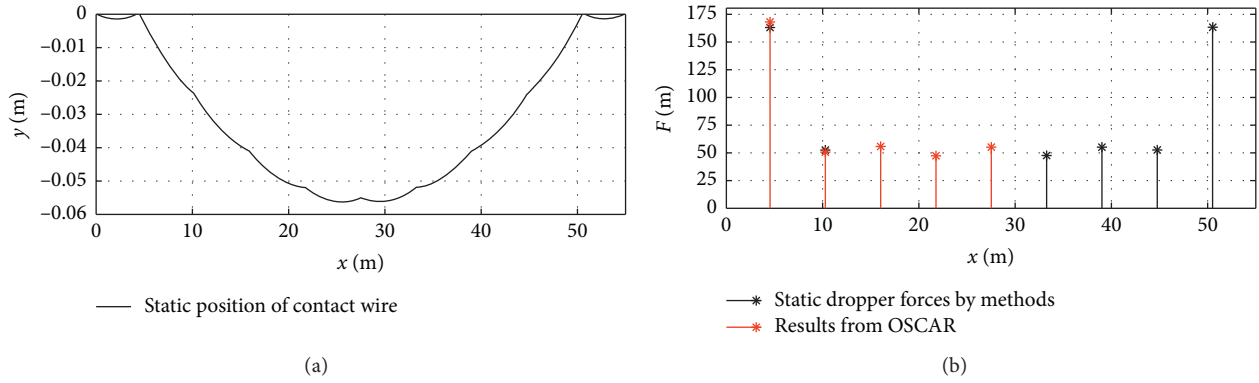 0
−0.01
−0.02
−0.03
−0.04
−0.05
−0.06
y (m)
0 10 20 30 40 50
x (m)
Static position of contact wire
(a)
175
150
125
100
75
50
25
0
F (m)
0 10 20 30 40 50
x (m)
Static dropper forces by methods
Results from OSCAR
(b)